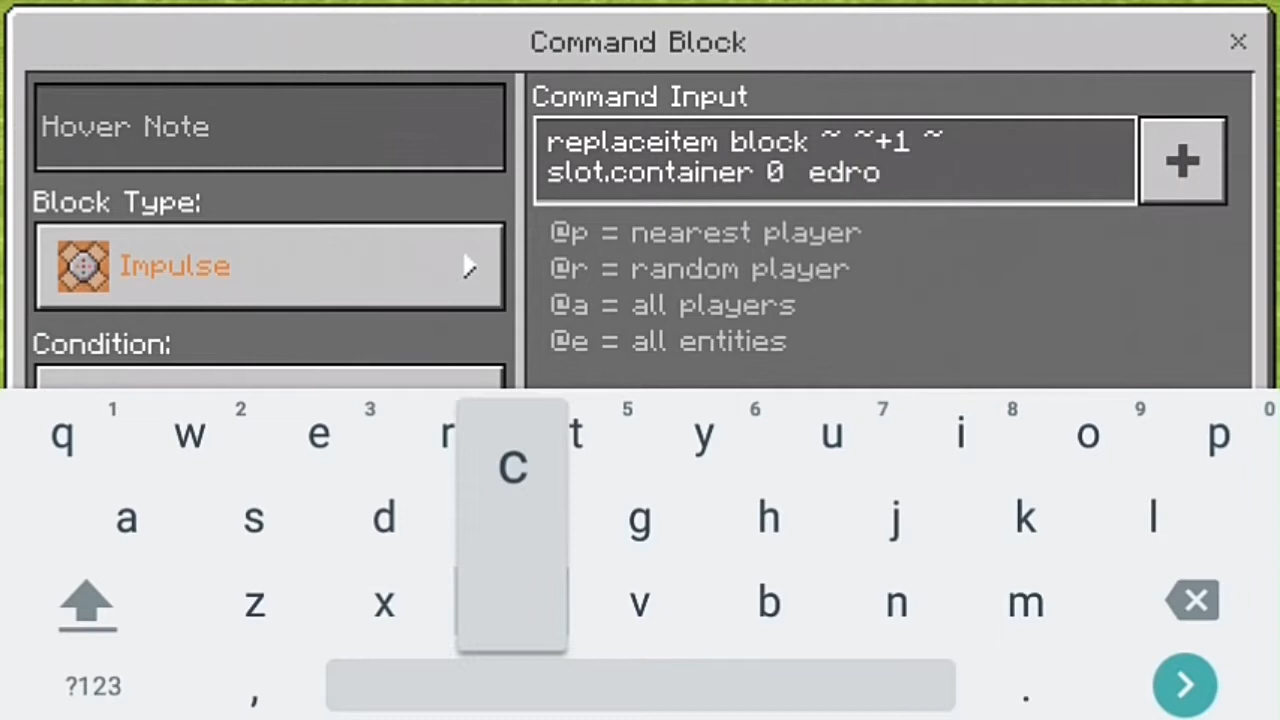 Command Block
Hover Note
Block Type:
Impulse
Condition:
Command Input
replaceitem block ~ ~+1 ~
slot.container 0  edro
@p = nearest player
@r = random player
@a = all players
@e = all entities
1 2 3 5 6 7 8 9 0
q w e r t y u i o p
C
a s d g h j k l
z x v b n m
?123 , .